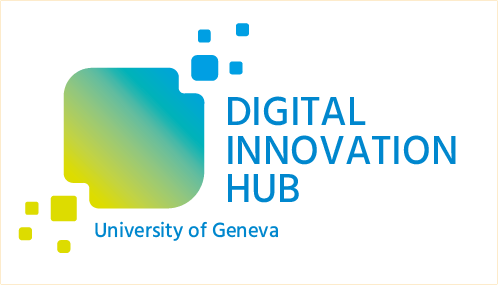 DIGITAL
INNOVATION
HUB
University of Geneva